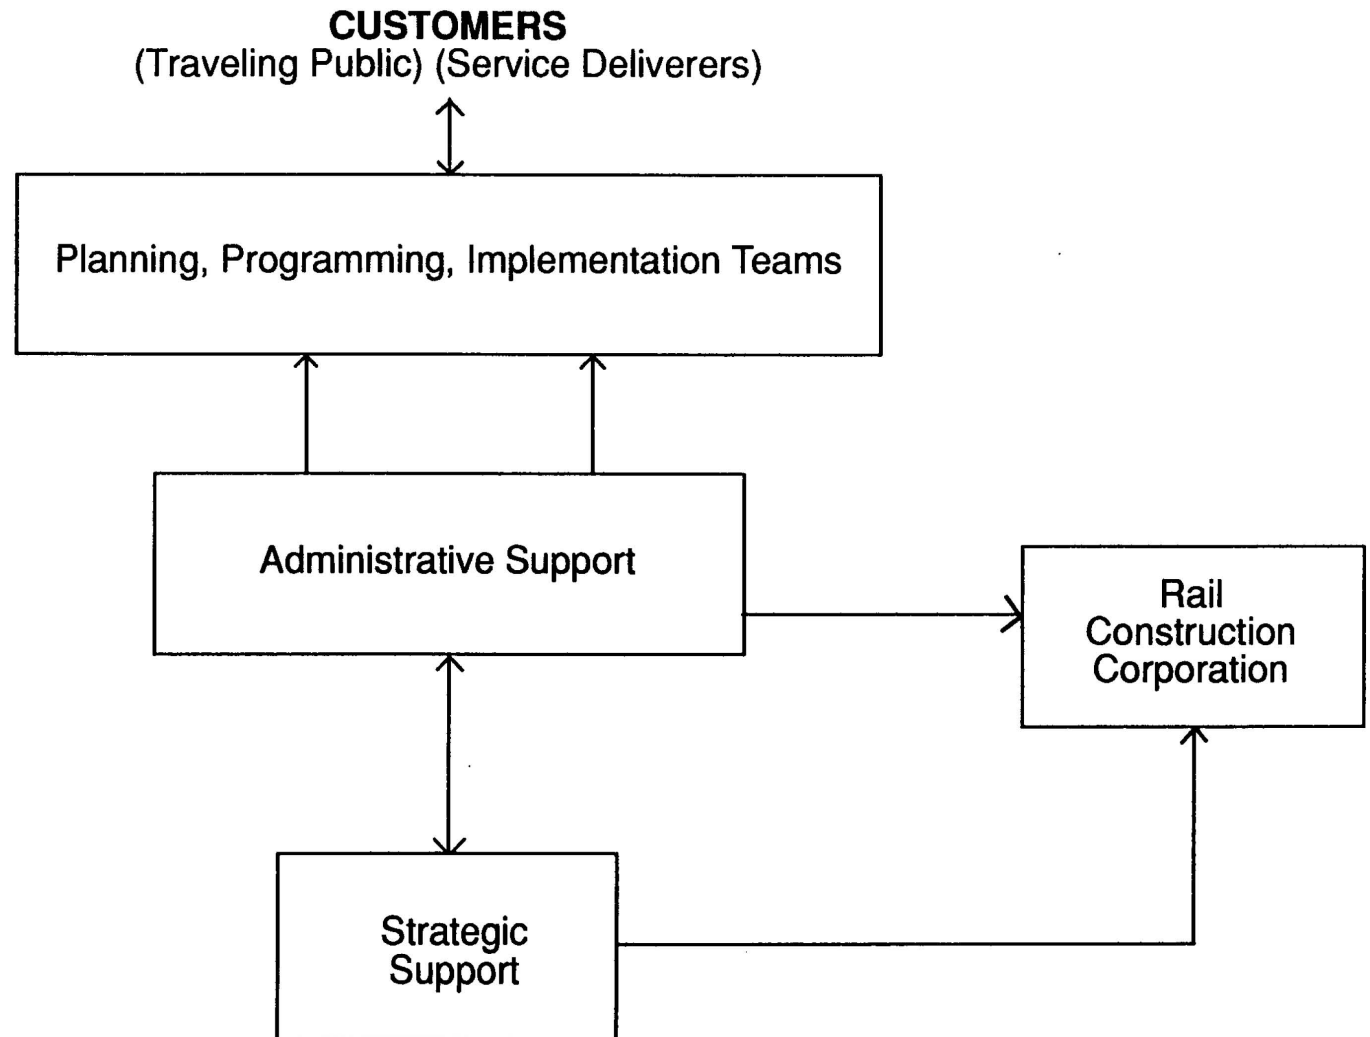 CUSTOMERS
(Traveling Public) (Service Deliverers)
Planning, Programming, Implementation Teams
Administrative Support
Rail
Construction
Corporation
Strategic
Support